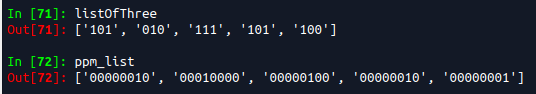 In [71]: listOfThree
Out[71]: ['101', '010', '111', '101', '100']
In [72]: ppm_list
Out[72]: ['00000010', '00010000', '00000100', '00000010', '00000001']